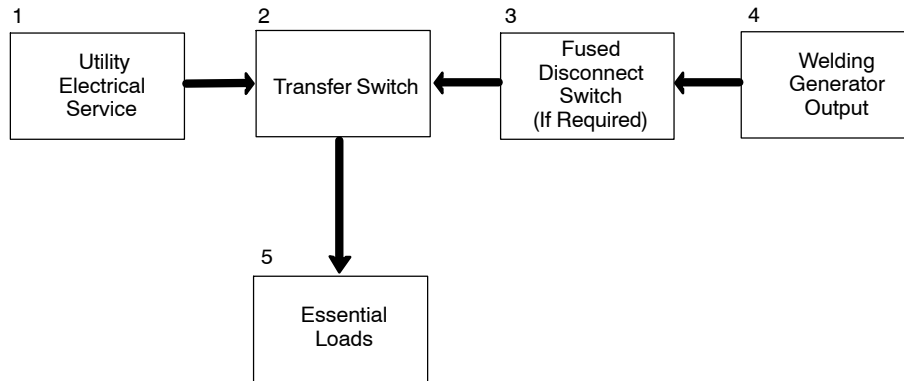 1
Utility
Electrical
Service
2
Transfer Switch
3
Fused
Disconnect
Switch
(If Required)
4
Welding
Generator
Output
5
Essential
Loads